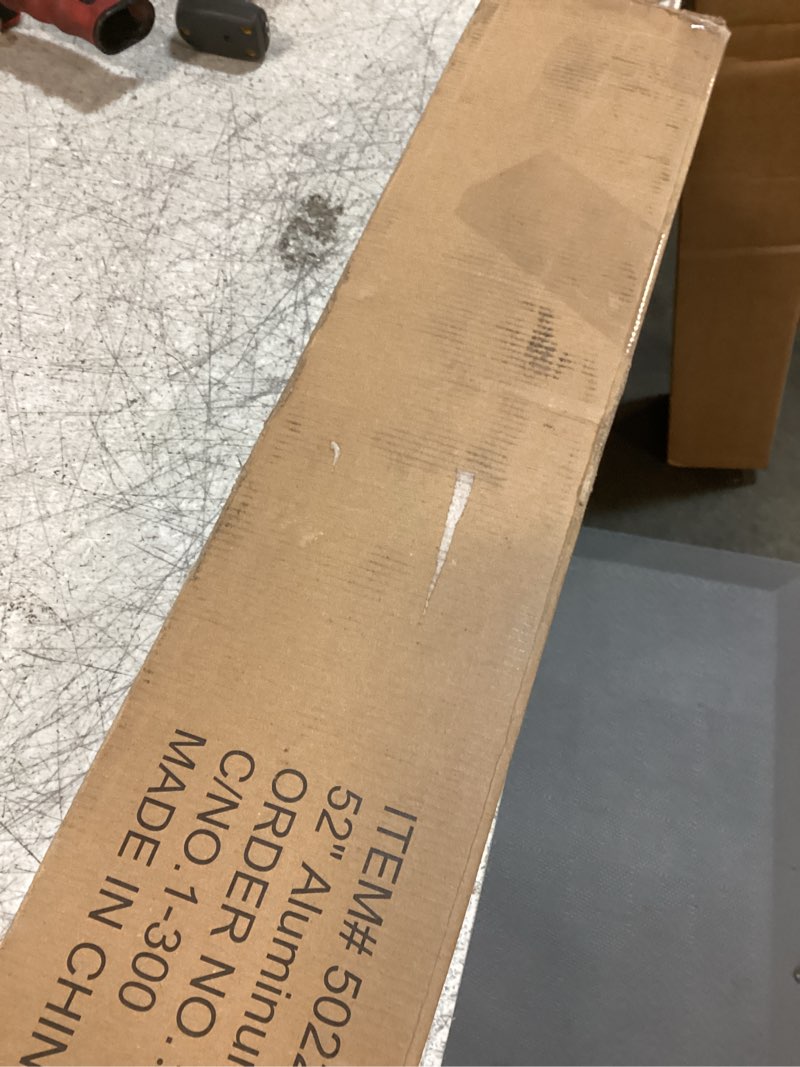 ITEM# 502
52" Aluminu
ORDER NO.:
C/NO. 1-300
MADE IN CHIN